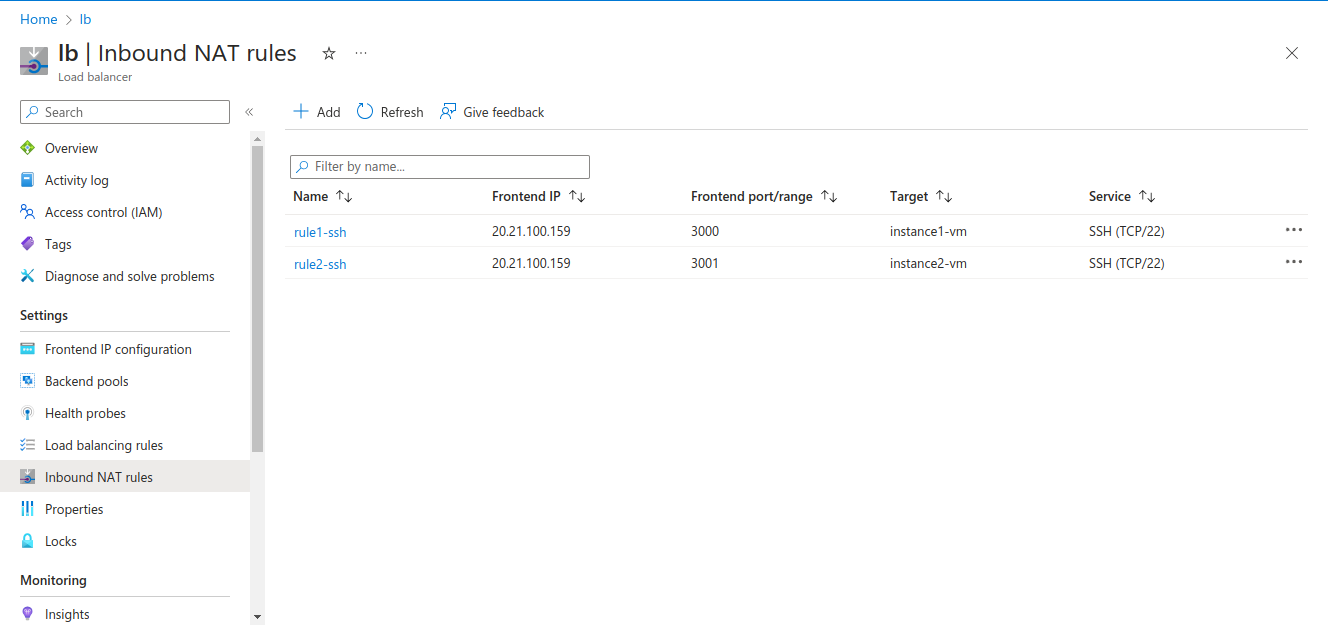 Home > lb
lb | Inbound NAT rules ☆ ...
Load balancer
Search «
Overview
Activity log
Access control (IAM)
Tags
Diagnose and solve problems
Settings
Frontend IP configuration
Backend pools
Health probes
Load balancing rules
Inbound NAT rules
Properties
Locks
Monitoring
Insights
+ Add Refresh Give feedback
Filter by name...
Name ↑↓ Frontend IP ↑↓ Frontend port/range ↑↓ Target ↑↓ Service ↑↓
rule1-ssh 20.21.100.159 3000 instance1-vm SSH (TCP/22) ...
rule2-ssh 20.21.100.159 3001 instance2-vm SSH (TCP/22) ...